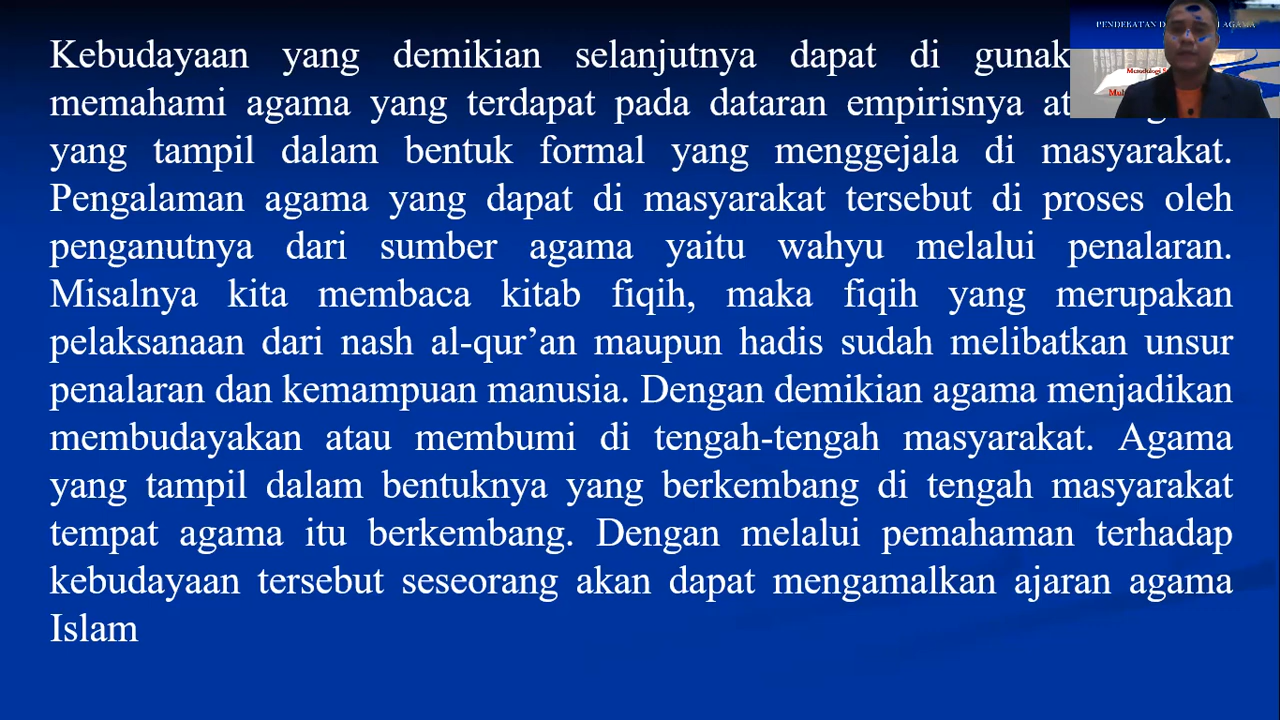 Kebudayaan yang demikian selanjutnya dapat di
memahami agama yang terdapat pada dataran empirisnya
yang tampil dalam bentuk formal yang menggejala di masyarakat.
Pengalaman agama yang dapat di masyarakat tersebut di proses oleh
penganutnya dari sumber agama yaitu wahyu melalui penalaran.
Misalnya kita membaca kitab fiqih, maka fiqih yang merupakan
pelaksanaan dari nash al-qur’an maupun hadis sudah melibatkan unsur
penalaran dan kemampuan manusia. Dengan demikian agama menjadikan
membudayakan atau membumi di tengah-tengah masyarakat. Agama
yang tampil dalam bentuknya yang berkembang di tengah masyarakat
tempat agama itu berkembang. Dengan melalui pemahaman terhadap
kebudayaan tersebut seseorang akan dapat mengamalkan ajaran agama
Islam
PENDEKATAN AGAMA